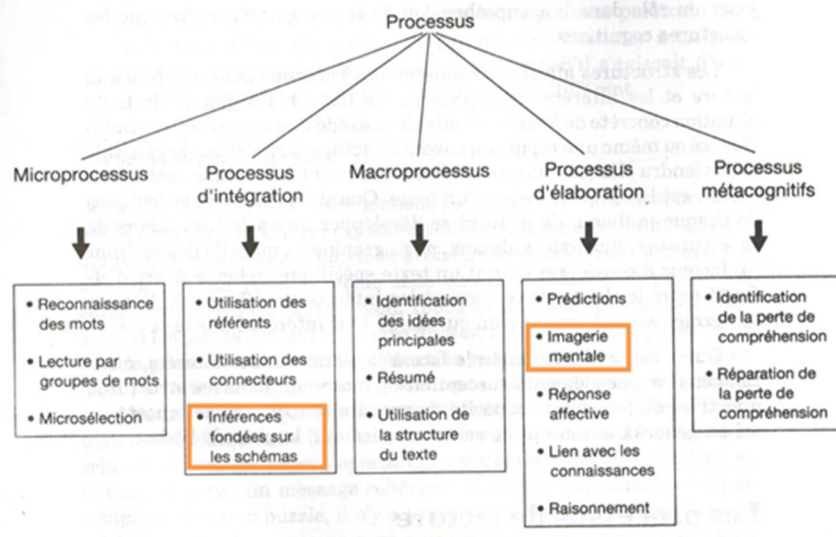 Processus
Microprocessus
Processus
d'intégration
Macroprocessus
Processus
d'élaboration
Processus
métacognitifs
• Reconnaissance
des mots
• Lecture par
groupes de mots
• Microsélection
• Utilisation des
référents
• Utilisation des
connecteurs
• Inférences
fondées sur
les schémas
• Identification
des idées
principales
• Résumé
• Utilisation de
la structure
du texte
• Prédictions
• Imagerie
mentale
• Réponse
affective
• Lien avec les
connaissances
• Raisonnement
• Identification
de la perte de
compréhension
• Réparation de
la perte de
compréhension